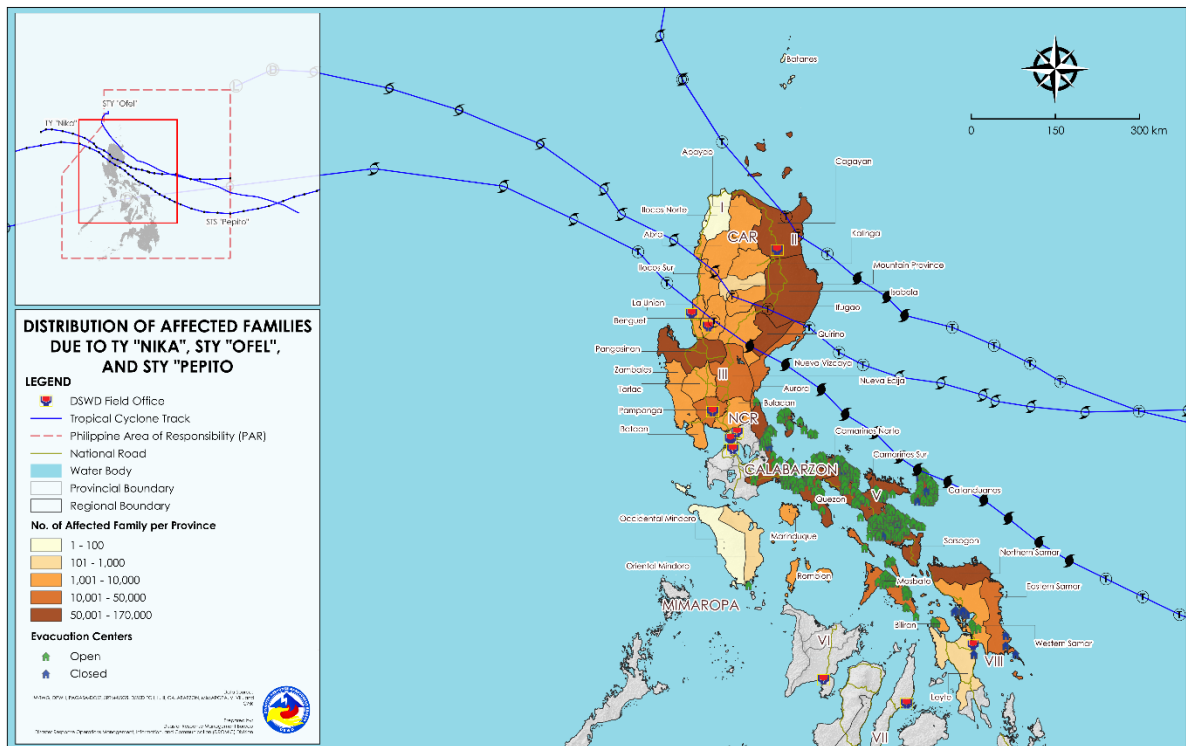 STY "Ofel"
TY "Nika"
STS "Pepito"
DISTRIBUTION OF AFFECTED FAMILIES
DUE TO TY "NIKA", STY "OFEL",
AND STY "PEPITO
LEGEND
DSWD Field Office
Tropical Cyclone Track
Philippine Area of Responsibility (PAR)
National Road
Water Body
Provincial Boundary
Regional Boundary
No. of Affected Family per Province
1 - 100
101 - 1,000
1,001 - 10,000
10,001 - 50,000
50,001 - 170,000
Evacuation Centers
Open
Closed
Prepared by:
0 150 300 km
Batanes
Apayao
Cagayan
Ilocos Norte
I
Abra
CAR
II
Kalinga
Ilocos Sur
Mountain Province
Isabela
La Union
Ifugao
Benguet
Quirino
Pangasinan
Nueva Vizcaya
Zambales
III
Nueva Ecija
Tarlac
Aurora
Pampanga
Bulacan
NCR
Bataan
Camarines Norte
Camarines Sur
CALABARZON
Catanduanes
V
Quezon
Occidental Mindoro
Marinduque
Sorsogon
Northern Samar
Oriental Mindoro
Romblon
Masbate
Eastern Samar
MIMAROPA
Biliran
VI
Western Samar
VIII
Leyte
VII